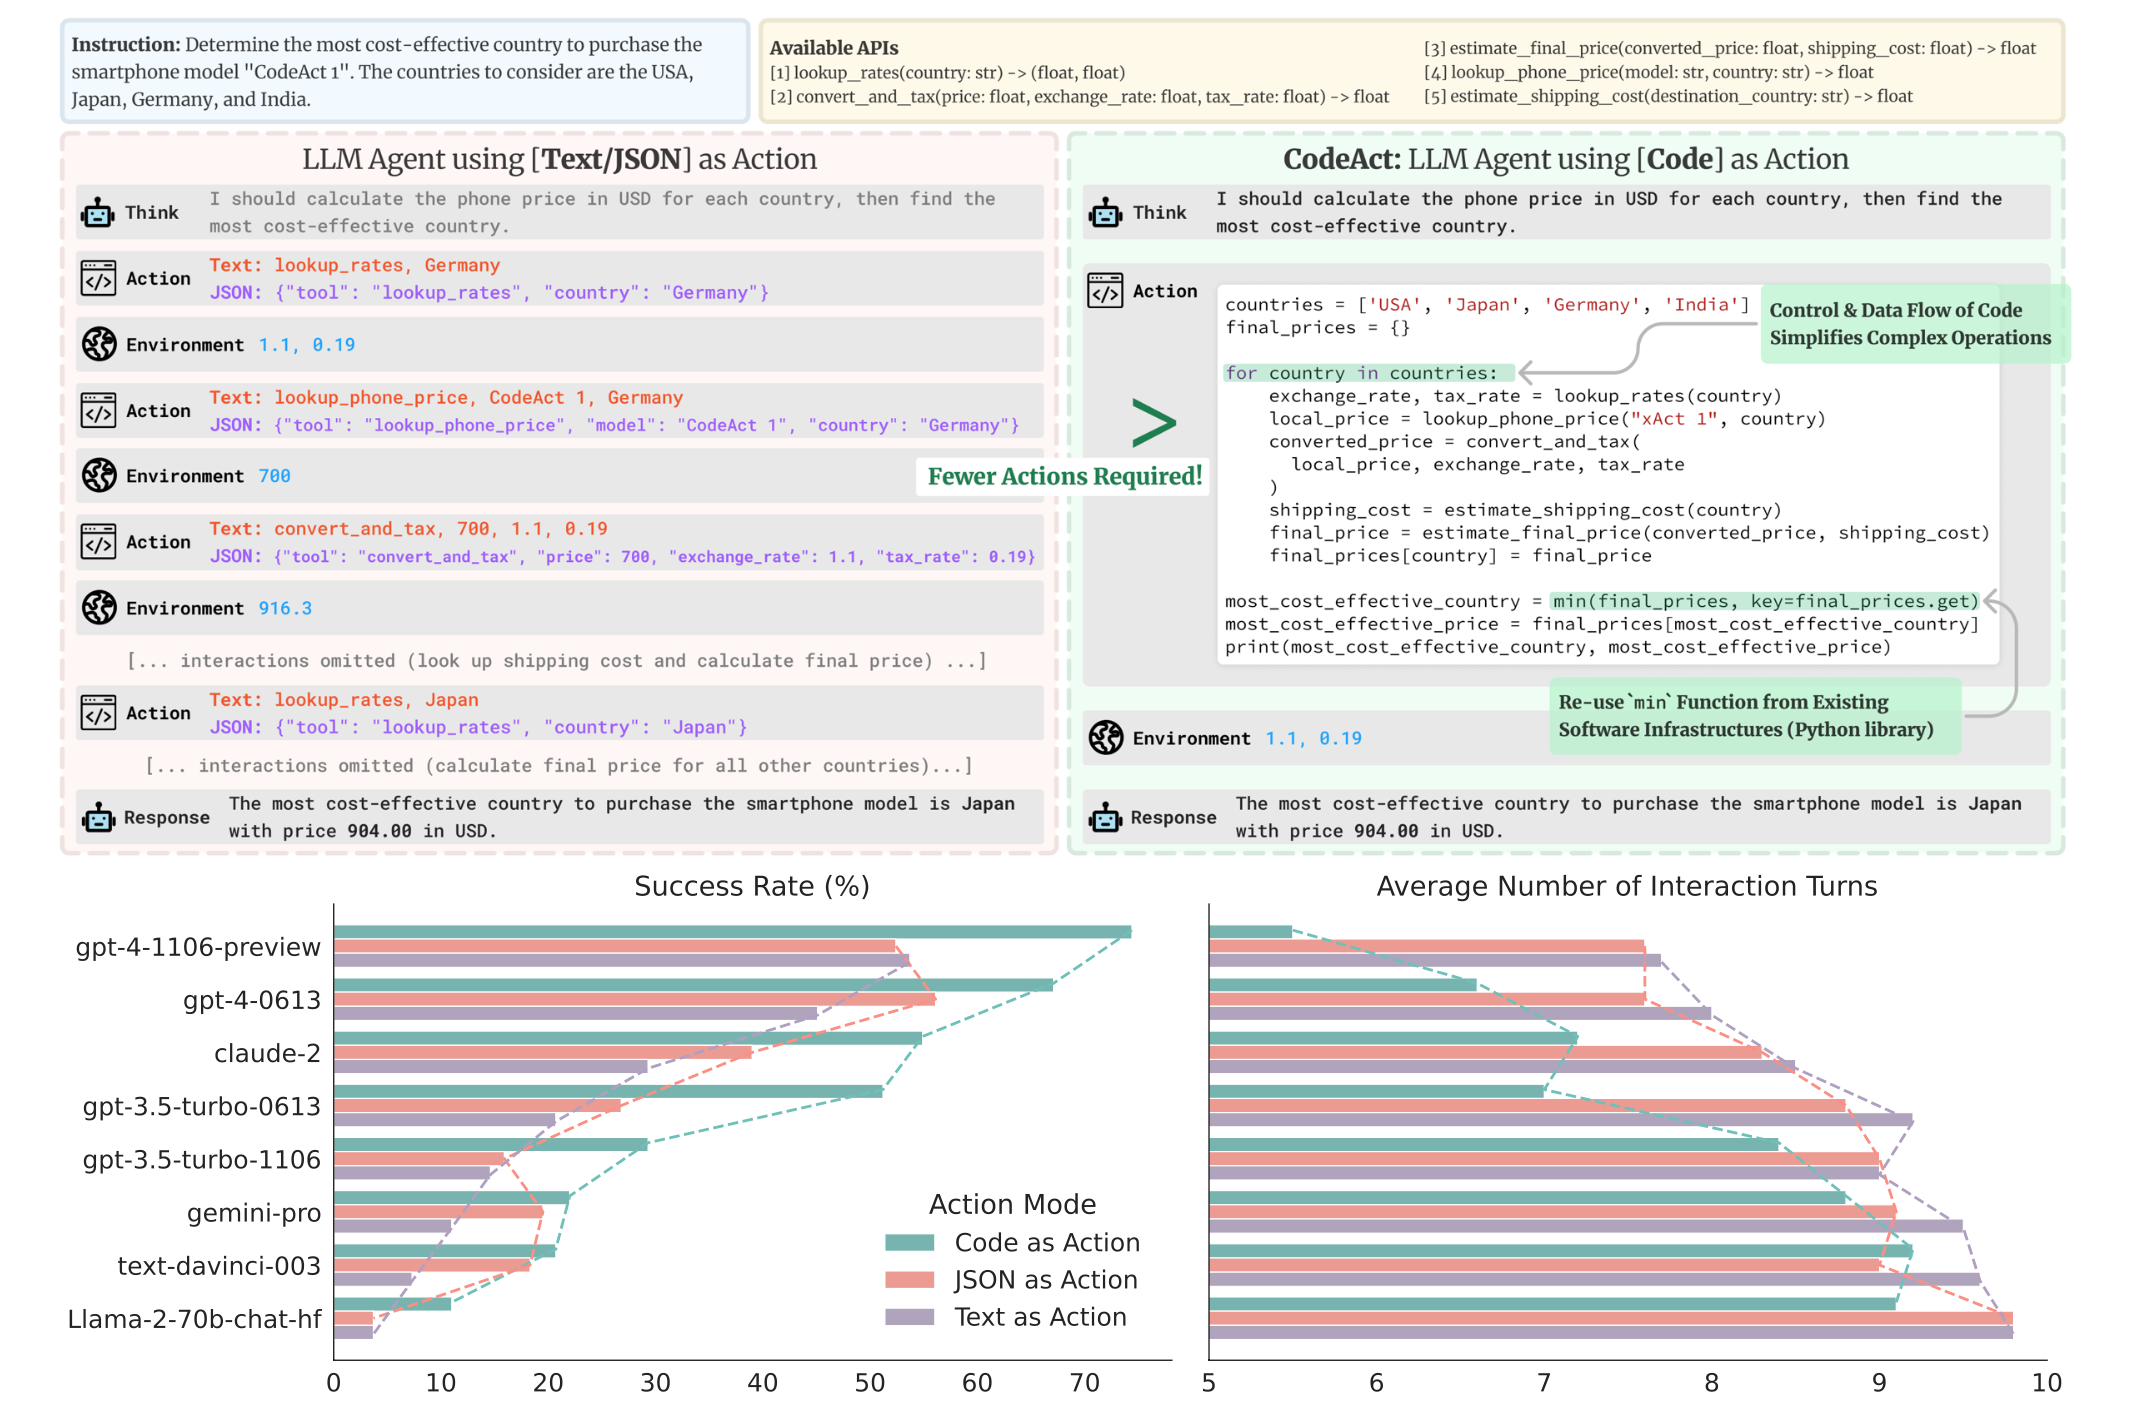 Instruction: Determine the most cost-effective country to purchase the
smartphone model "CodeAct 1". The countries to consider are the USA,
Japan, Germany, and India.
Available APIs
[1] lookup_rates(country: str) -> (float, float)
[2] convert_and_tax(price: float, exchange_rate: float, tax_rate: float) -> float
[3] estimate_final_price(converted_price: float, shipping_cost: float) -> float
[4] lookup_phone_price(model: str, country: str) -> float
[5] estimate_shipping_cost(destination_country: str) -> float
LLM Agent using [Text/JSON] as Action
Think
I should calculate the phone price in USD for each country, then find the
most cost-effective country.
Action
Text: lookup_rates, Germany
JSON: {"tool": "lookup_rates", "country": "Germany"}
Environment 1.1, 0.19
Action
Text: lookup_phone_price, CodeAct 1, Germany
JSON: {"tool": "lookup_phone_price", "model": "CodeAct 1", "country": "Germany"}
Environment 700
Action
Text: convert_and_tax, 700, 1.1, 0.19
JSON: {"tool": "convert_and_tax", "price": 700, "exchange_rate": 1.1, "tax_rate": 0.19}
Environment 916.3
[... interactions omitted (look up shipping cost and calculate final price) ...]
Action
Text: lookup_rates, Japan
JSON: {"tool": "lookup_rates", "country": "Japan"}
[... interactions omitted (calculate final price for all other countries)...]
Response
The most cost-effective country to purchase the smartphone model is Japan
with price 904.00 in USD.
>
Fewer Actions Required!
CodeAct: LLM Agent using [Code] as Action
Think
I should calculate the phone price in USD for each country, then find the
most cost-effective country.
Action
countries = ['USA', 'Japan', 'Germany', 'India']
final_prices = {}
for country in countries:
exchange_rate, tax_rate = lookup_rates(country)
local_price = lookup_phone_price("xAct 1", country)
converted_price = convert_and_tax(
local_price, exchange_rate, tax_rate
)
shipping_cost = estimate_shipping_cost(country)
final_price = estimate_final_price(converted_price, shipping_cost)
final_prices[country] = final_price
most_cost_effective_country = min(final_prices, key=final_prices.get)
most_cost_effective_price = final_prices[most_cost_effective_country]
print(most_cost_effective_country, most_cost_effective_price)
Control & Data Flow of Code
Simplifies Complex Operations
Re-use `min` Function from Existing
Software Infrastructures (Python library)
Environment 1.1, 0.19
Response
The most cost-effective country to purchase the smartphone model is Japan
with price 904.00 in USD.
Success Rate (%)
gpt-4-1106-preview
gpt-4-0613
claude-2
gpt-3.5-turbo-0613
gpt-3.5-turbo-1106
gemini-pro
text-davinci-003
Llama-2-70b-chat-hf
0 10 20 30 40 50 60 70
Action Mode
Code as Action
JSON as Action
Text as Action
Average Number of Interaction Turns
5 6 7 8 9 10